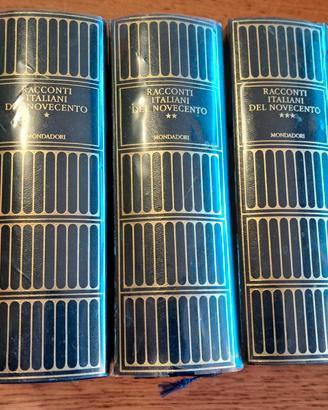 RACCONTI
ITALIANI
DEL NOVECENTO
*
MONDADORI
RACCONTI
ITALIANI
DEL NOVECENTO
**
MONDADORI
RACCONTI
ITALIANI
DEL NOVECENTO
***
MONDADORI